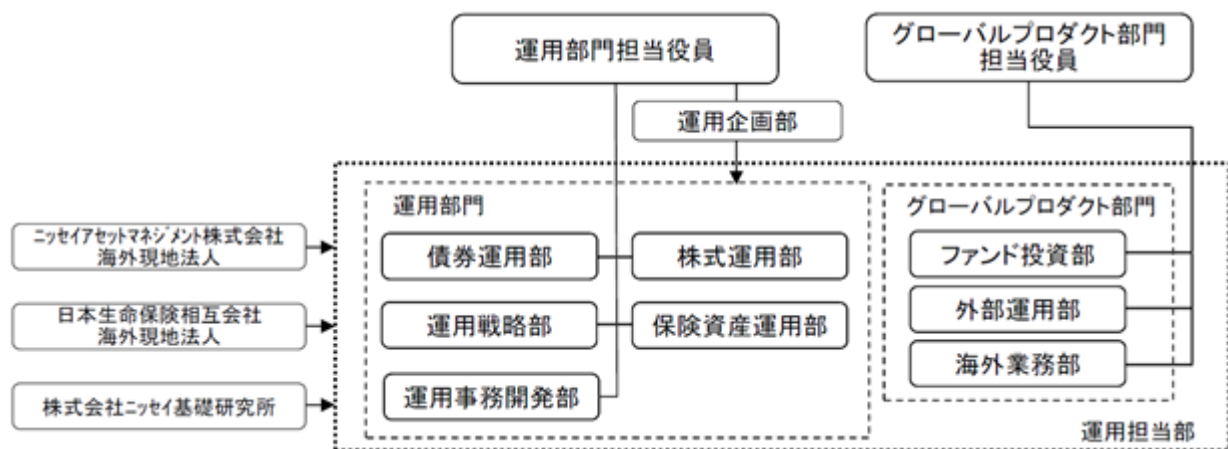 運用部門担当役員
グローバルプロダクト部門
担当役員
運用企画部
運用部門
グローバルプロダクト部門
ニッセイアセットマネジメント株式会社
海外現地法人
債券運用部
株式運用部
ファンド投資部
日本生命保険相互会社
海外現地法人
運用戦略部
保険資産運用部
外部運用部
海外業務部
株式会社ニッセイ基礎研究所
運用事務開発部
運用担当部